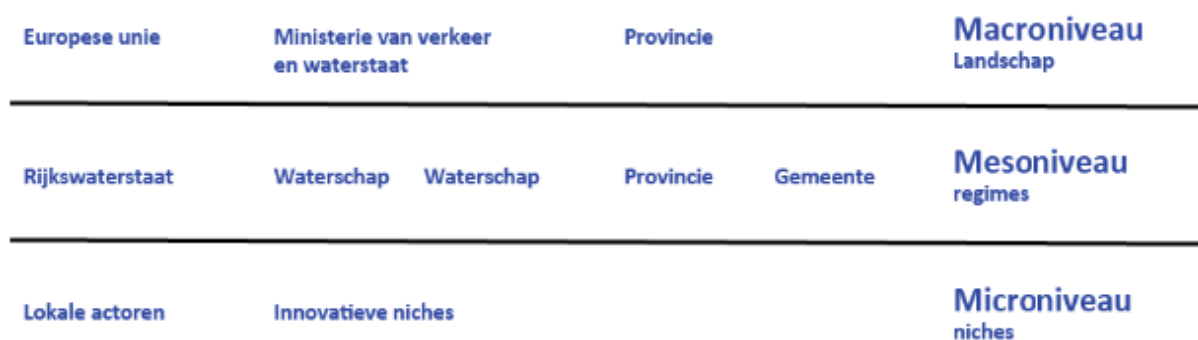 Europese unie
Ministerie van verkeer
en waterstaat
Provincie
Macroniveau
Landschap
Rijkswaterstaat
Waterschap
Waterschap
Provincie
Gemeente
Mesoniveau
regimes
Lokale actoren
Innovatieve niches
Microniveau
niches